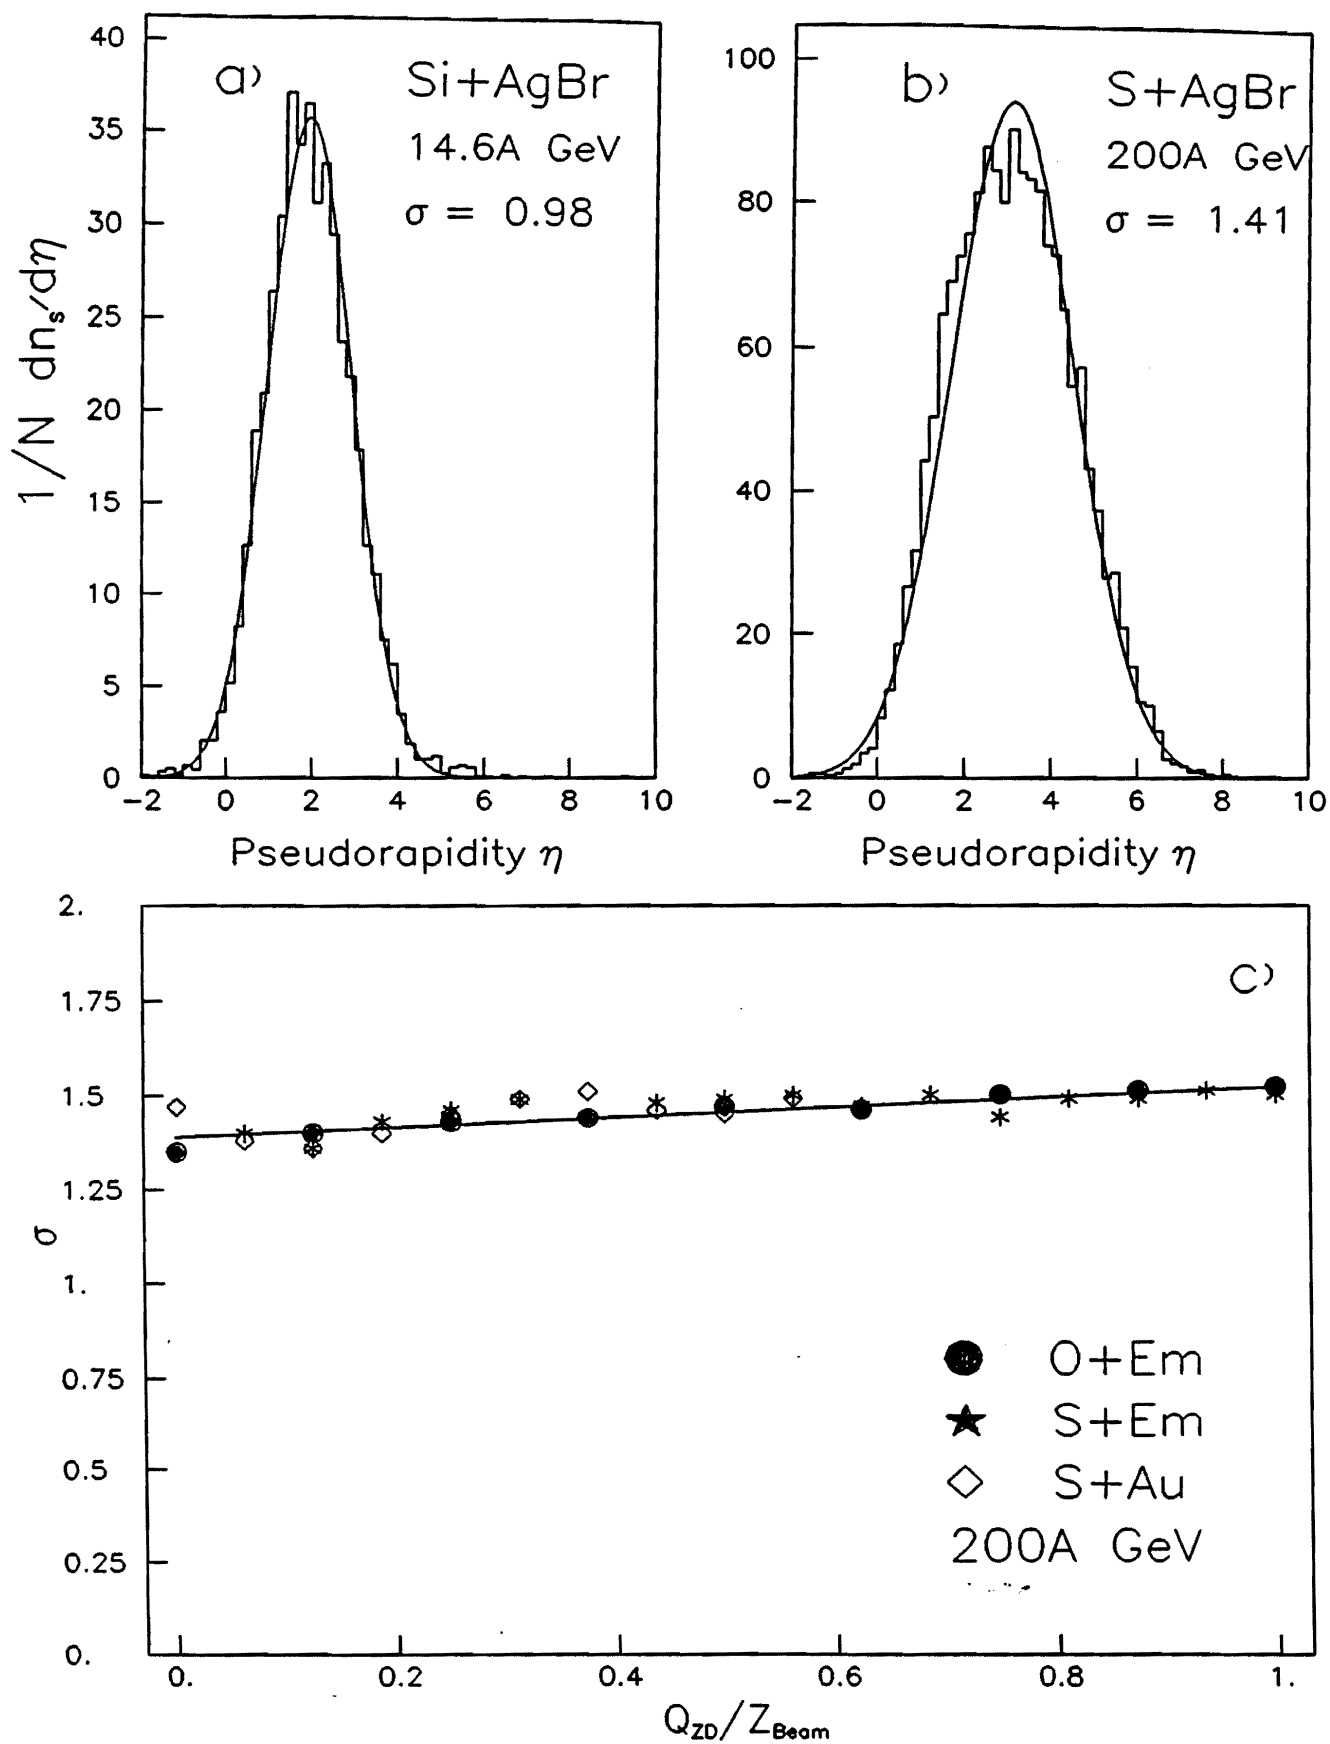 a)
Si+AgBr
14.6A GeV
σ = 0.98
1/N dnₛ/dη
40
35
30
25
20
15
10
5
0
−2 0 2 4 6 8 10
Pseudorapidity η
b)
S+AgBr
200A GeV
σ = 1.41
100
80
60
40
20
0
−2 0 2 4 6 8 10
Pseudorapidity η
c)
2.
1.75
1.5
1.25
1.
0.75
0.5
0.25
0.
σ
O+Em
S+Em
S+Au
200A GeV
0. 0.2 0.4 0.6 0.8 1.
Q_ZD/Z_Beam